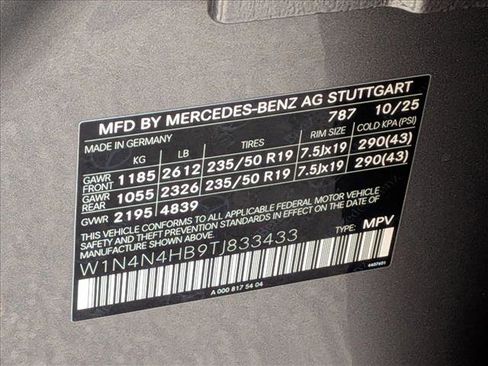 MFD BY MERCEDES-BENZ AG STUTTGART
MADE IN GERMANY 787 10/25
KG LB TIRES RIM SIZE COLD KPA (PSI)
GAWR FRONT 1185 2612 235/50 R19 7.5Jx19 290(43)
GAWR REAR 1055 2326 235/50 R19 7.5Jx19 290(43)
GVWR 2195 4839
THIS VEHICLE CONFORMS TO ALL APPLICABLE FEDERAL MOTOR VEHICLE
SAFETY AND THEFT PREVENTION STANDARDS IN EFFECT ON THE DATE
OF MANUFACTURE SHOWN ABOVE.
W1N4N4HB9TJ833433 TYPE: MPV
A 000 817 54 04